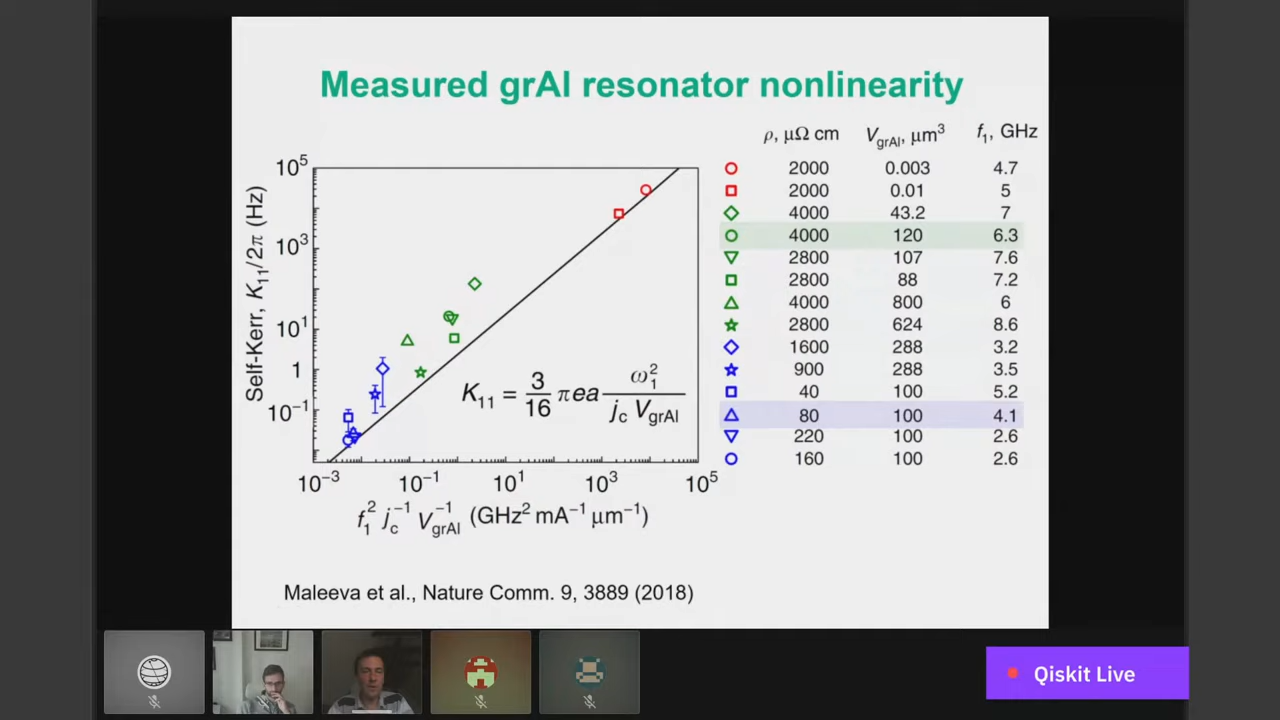 Measured grAl resonator nonlinearity
ρ, μΩ cm V_grAl, μm³ f₁, GHz
2000 0.003 4.7
2000 0.01 5
4000 43.2 7
4000 120 6.3
2800 107 7.6
2800 88 7.2
4000 800 6
2800 624 8.6
1600 288 3.2
900 288 3.5
40 100 5.2
80 100 4.1
220 100 2.6
160 100 2.6
Self-Kerr, K₁₁/2π (Hz)
10⁵
10³
10¹
1
10⁻¹
K₁₁ = 3/16 πea ω₁²/(j_c V_grAl)
10⁻³ 10⁻¹ 10¹ 10³ 10⁵
f₁² j_c⁻¹ V_grAl⁻¹ (GHz² mA⁻¹ μm⁻¹)
Maleeva et al., Nature Comm. 9, 3889 (2018)
Qiskit Live